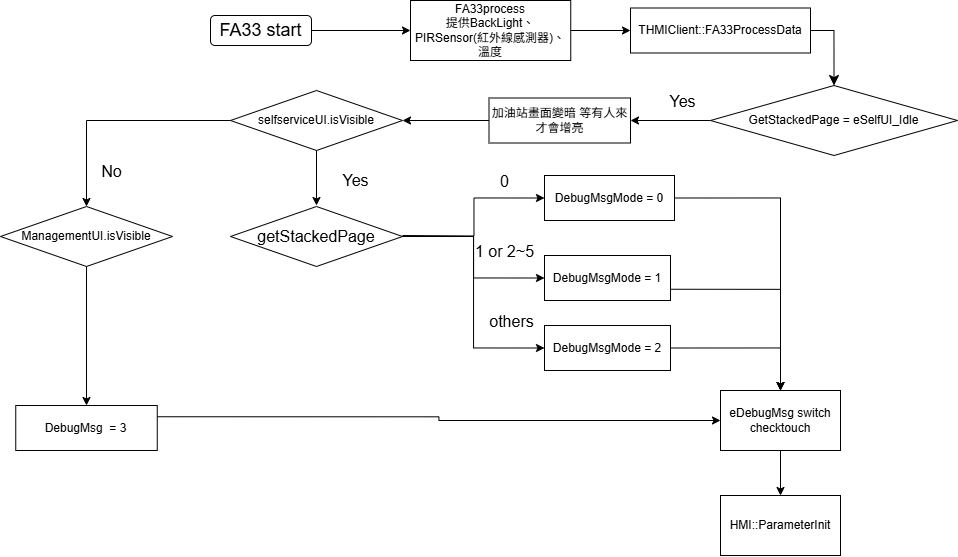 FA33 start
FA33process
提供BackLight、
PIRSensor(紅外線感測器)、
溫度
THMIClient::FA33ProcessData
GetStackedPage = eSelfUI_Idle
Yes
加油站畫面變暗 等有人來
才會增亮
selfserviceUI.isVisible
No
Yes
ManagementUI.isVisible
getStackedPage
0
DebugMsgMode = 0
1 or 2~5
DebugMsgMode = 1
others
DebugMsgMode = 2
DebugMsg = 3
eDebugMsg switch
checktouch
HMI::ParameterInit